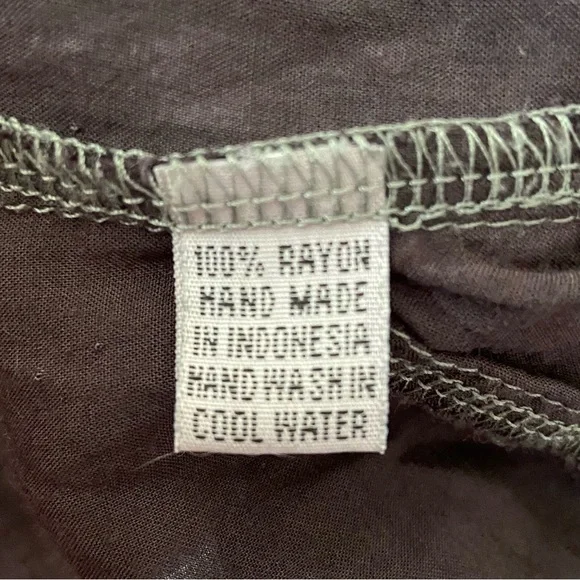 100% RAYON
HAND MADE
IN INDONESIA
HAND WASH IN
COOL WATER